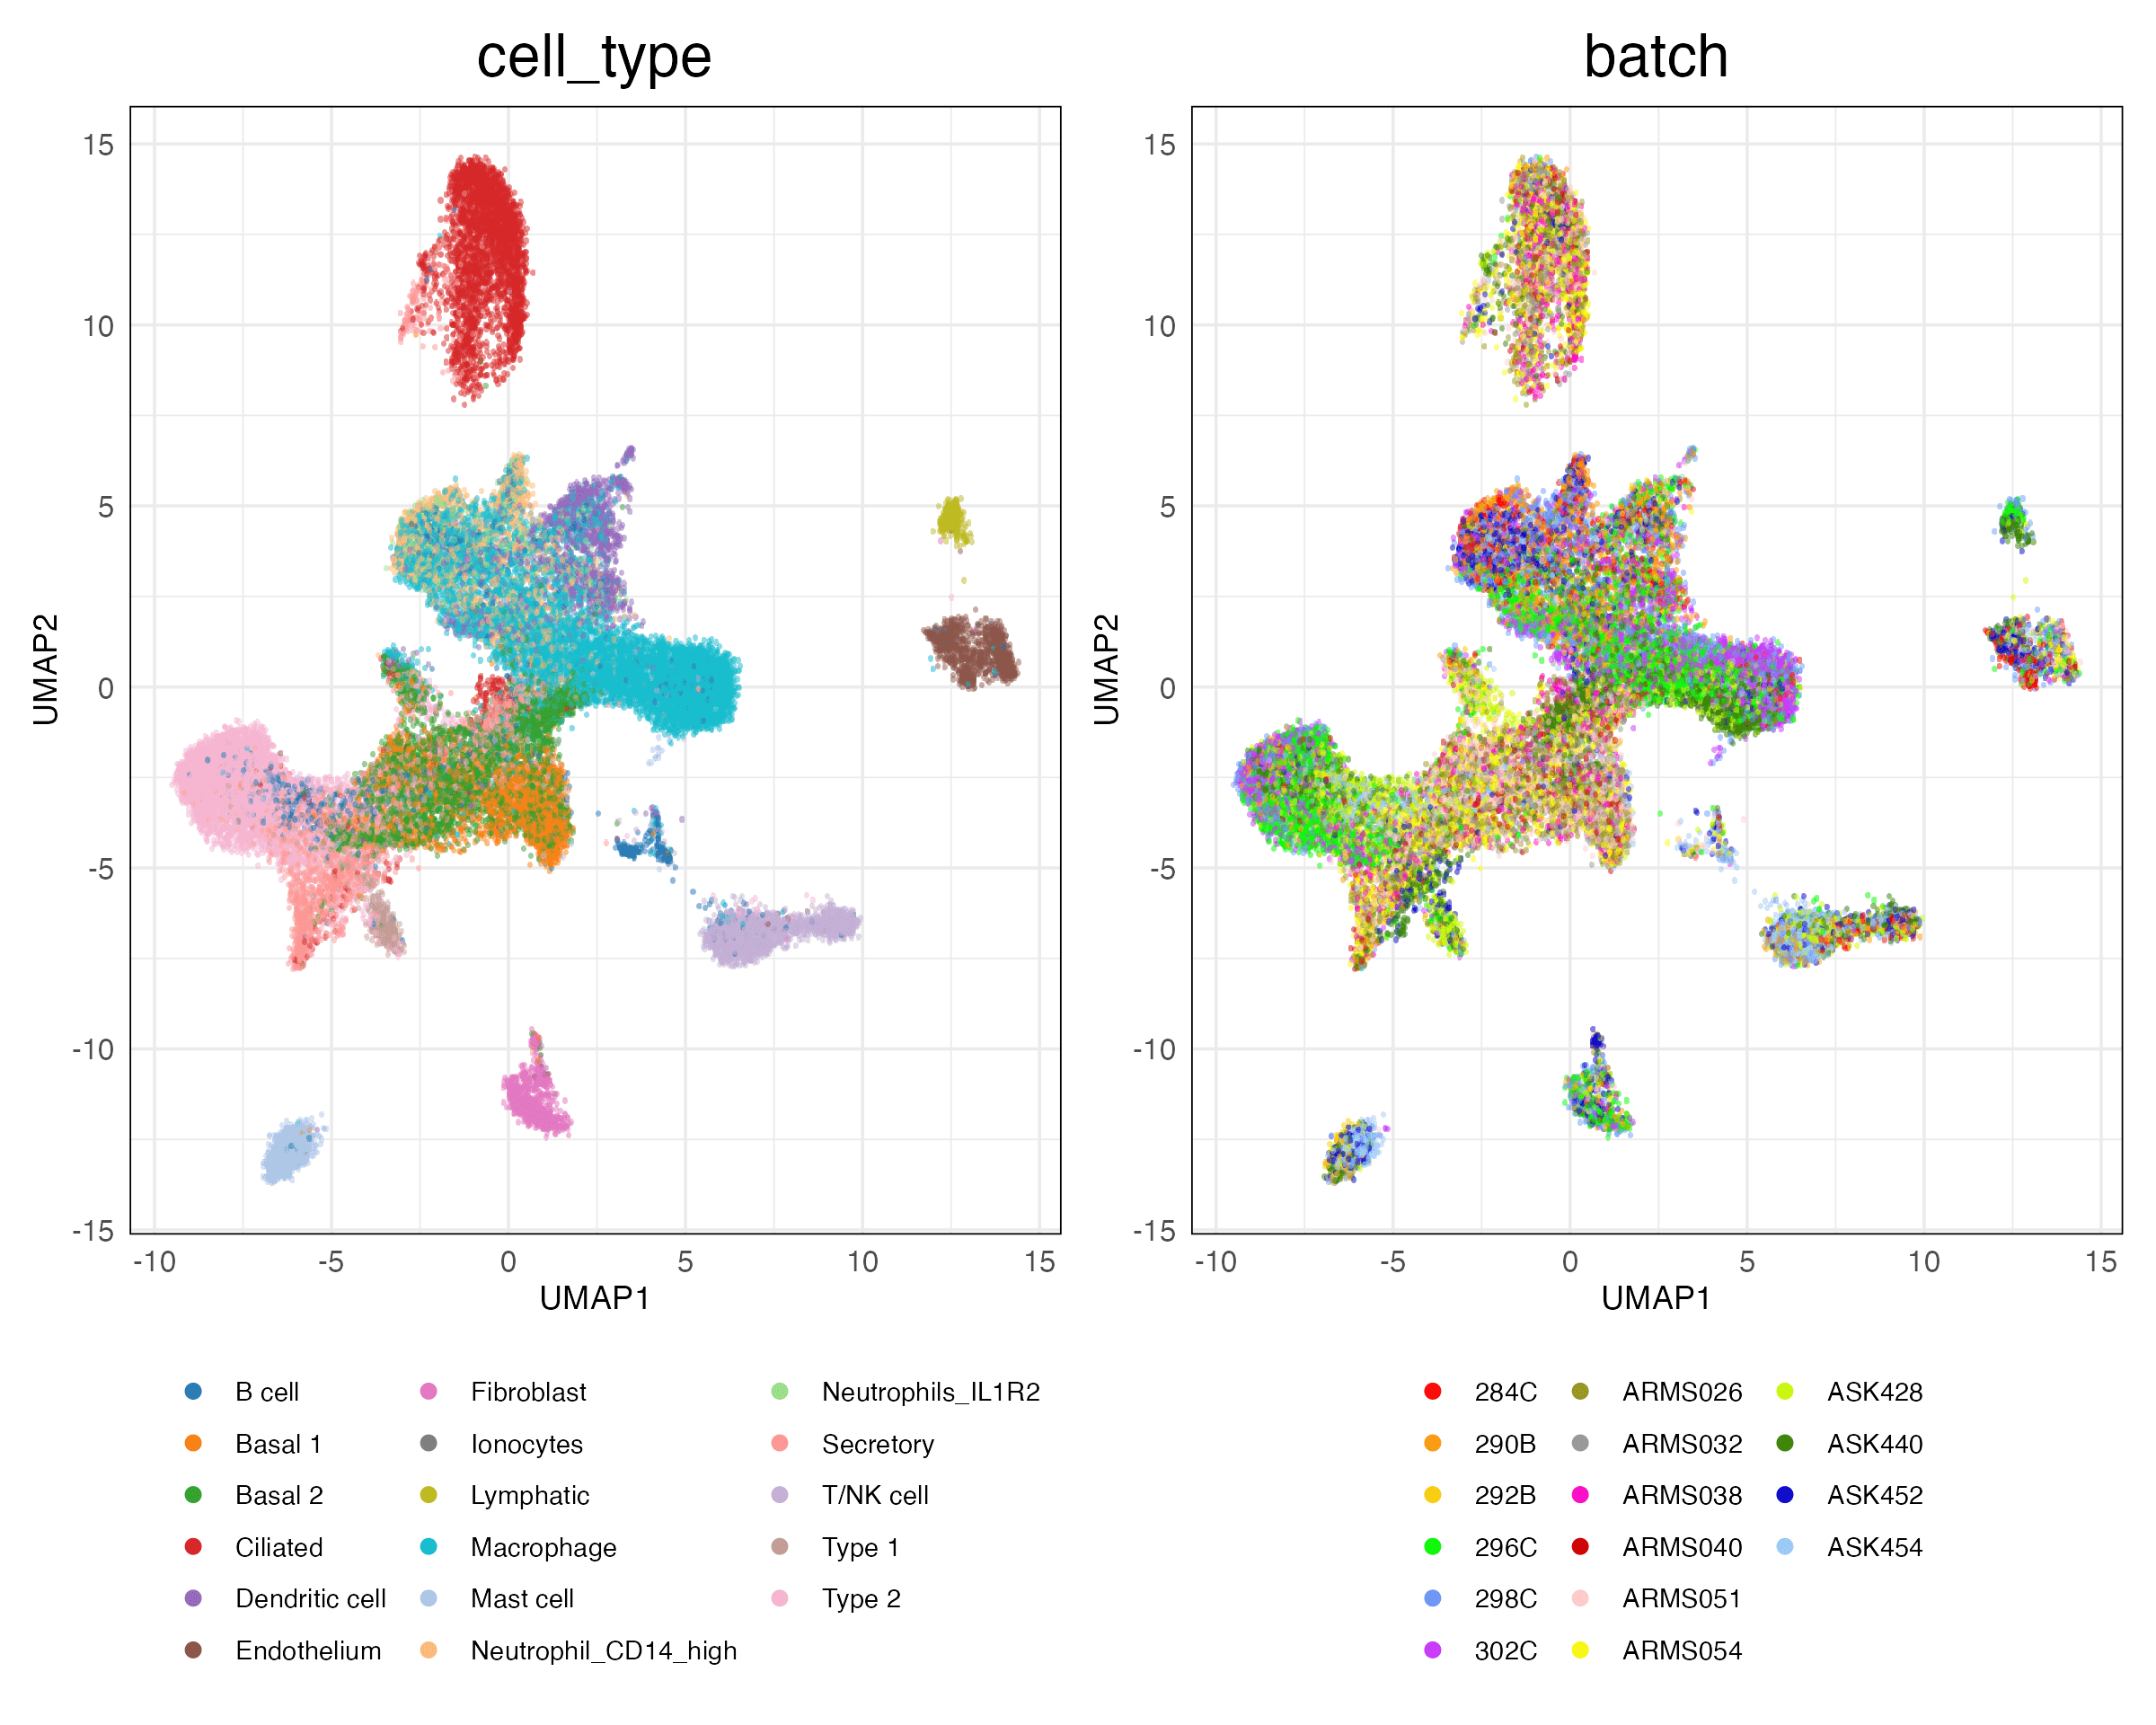 cell_type
batch
15
10
5
0
-5
-10
-15
-10 -5 0 5 10 15
UMAP1
UMAP2
15
10
5
0
-5
-10
-15
-10 -5 0 5 10 15
UMAP1
UMAP2
B cell Fibroblast Neutrophils_IL1R2
Basal 1 Ionocytes Secretory
Basal 2 Lymphatic T/NK cell
Ciliated Macrophage Type 1
Dendritic cell Mast cell Type 2
Endothelium Neutrophil_CD14_high
284C ARMS026 ASK428
290B ARMS032 ASK440
292B ARMS038 ASK452
296C ARMS040 ASK454
298C ARMS051
302C ARMS054